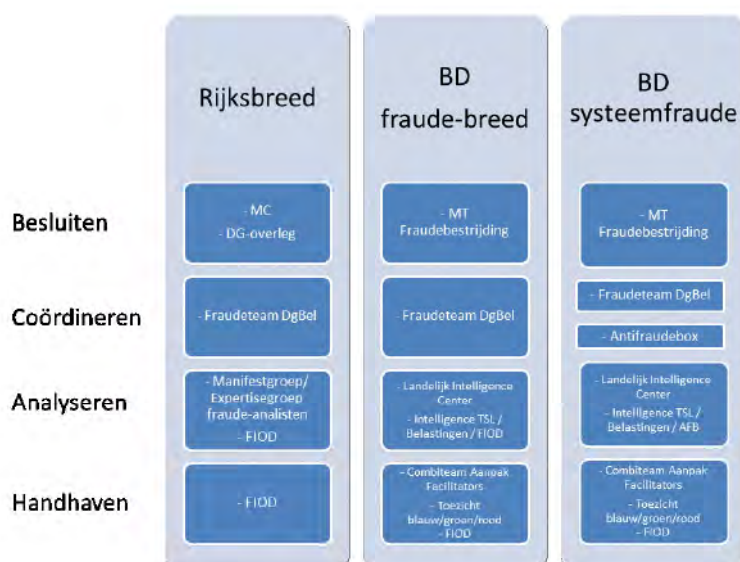 Rijksbreed
BD
fraude-breed
BD
systeemfraude
Besluiten
- MC
- DG-overleg
- MT
Fraudebestrijding
- MT
Fraudebestrijding
Coördineren
- Fraudeteam DgBel
- Fraudeteam DgBel
- Fraudeteam DgBel
- Antifraudebox
Analyseren
- Manifestgroep/
Expertisegroep
fraude-analisten
- FIOD
- Landelijk Intelligence
Center
- Intelligence TSL /
Belastingen / FIOD
- Landelijk Intelligence
Center
- Intelligence TSL /
Belastingen / AFB
Handhaven
- FIOD
- Combiteam Aanpak
Facilitators
- Toezicht
blauw/groen/rood
- FIOD
- Combiteam Aanpak
Facilitators
- Toezicht
blauw/groen/rood
- FIOD